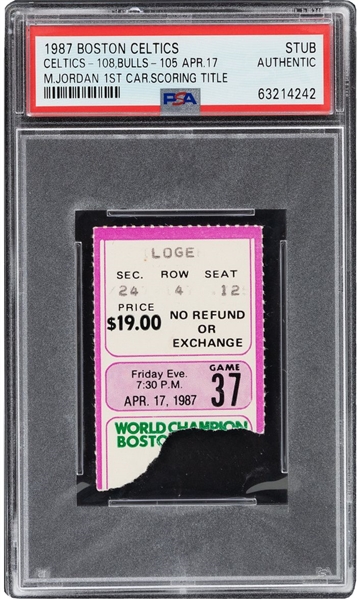 1987 BOSTON CELTICS STUB
CELTICS - 108,BULLS - 105 APR.17 AUTHENTIC
M.JORDAN 1ST CAR.SCORING TITLE
PSA 63214242
LOGE
SEC. ROW SEAT
24 4 12
PRICE
$19.00
NO REFUND
OR
EXCHANGE
Friday Eve.
7:30 P.M.
APR. 17, 1987
GAME
37
WORLD CHAMPION
BOSTO